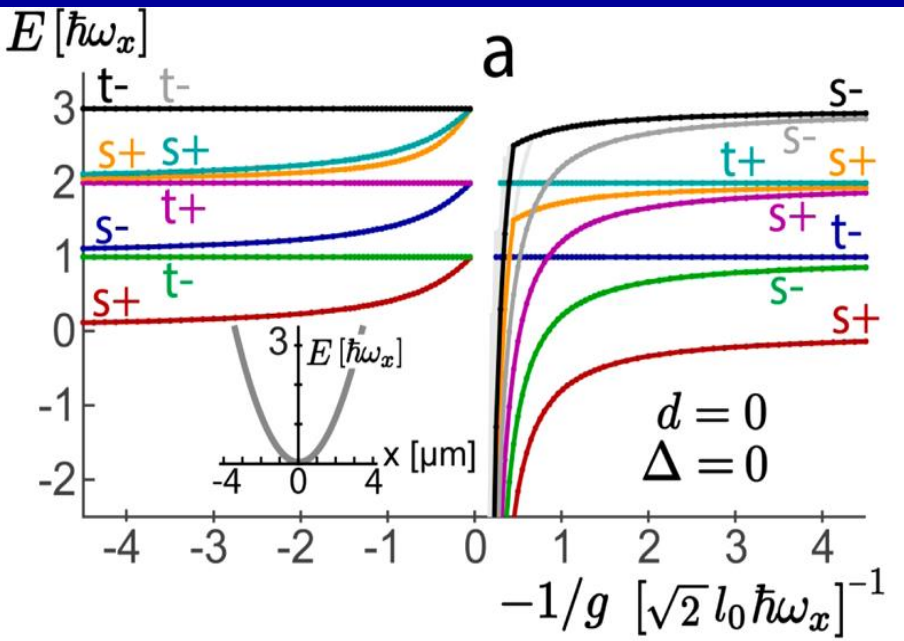 E [ħω_x]
a
t- t-
s-
3
s+ s+
t+
s-
s+
2
t+
s+
t-
s-
1
t-
s-
s+
0
s+
3 E [ħω_x]
-1
d = 0
x [μm]
-4 0 4
Δ = 0
-2
-4 -3 -2 -1 0 1 2 3 4
-1/g [√2 l₀ ħω_x]⁻¹